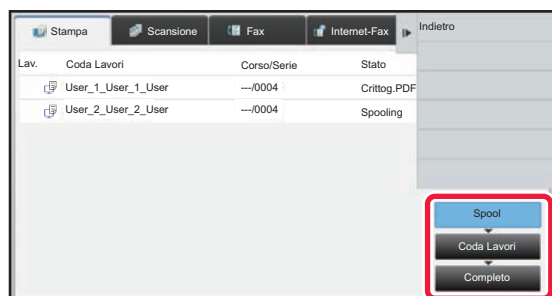 Stampa Scansione Fax Internet-Fax Indietro
Lav. Coda Lavori Corso/Serie Stato
User_1_User_1_User ---/0004 Crittog.PDF
User_2_User_2_User ---/0004 Spooling
Spool
Coda Lavori
Completo